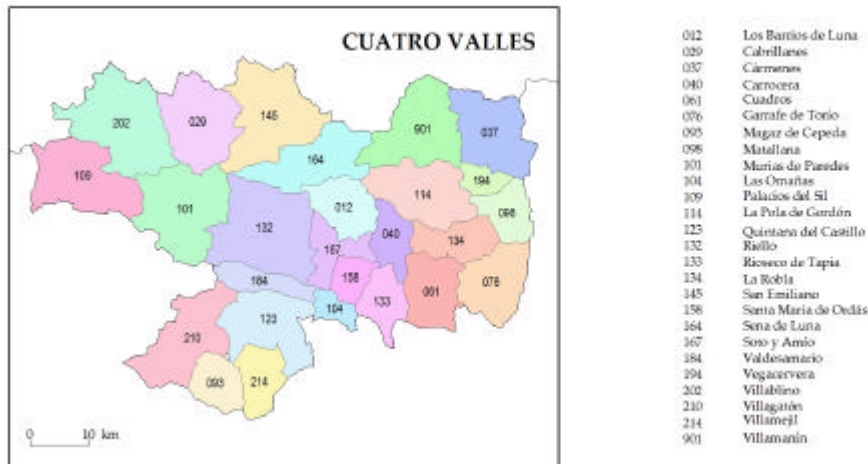 CUATRO VALLES
202
029
145
901
037
164
109
194
114
098
101
012
132
040
134
167
158
184
061
076
133
104
123
210
093
214
0 10 km
012 Los Barrios de Luna
029 Cabrillanes
037 Cármenes
040 Carrocera
061 Cuadros
076 Garrafe de Torío
093 Magaz de Cepeda
098 Matallana
101 Murias de Paredes
104 Las Omañas
109 Palacios del Sil
114 La Pola de Gordón
123 Quintana del Castillo
132 Riello
133 Rioseco de Tapia
134 La Robla
145 San Emiliano
158 Santa María de Ordás
164 Sena de Luna
167 Soto y Amío
184 Valdesamario
194 Vegacervera
202 Villablino
210 Villagatón
214 Villamejil
901 Villamanín